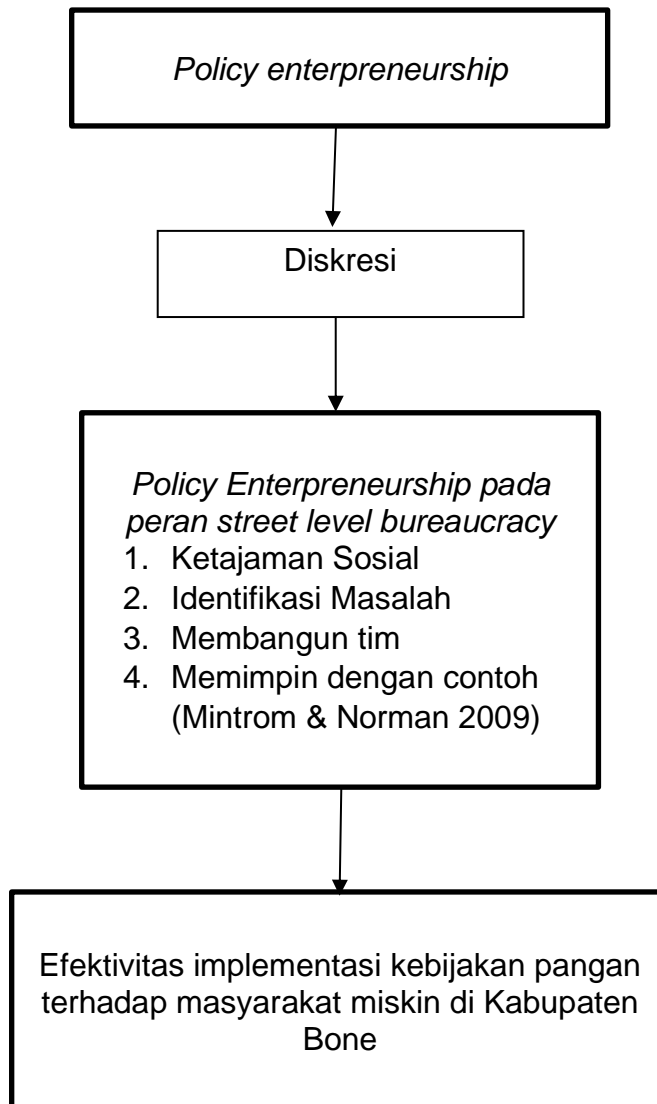 Policy enterpreneurship
Diskresi
Policy Enterpreneurship pada
peran street level bureaucracy
1. Ketajaman Sosial
2. Identifikasi Masalah
3. Membangun tim
4. Memimpin dengan contoh
(Mintrom & Norman 2009)
Efektivitas implementasi kebijakan pangan
terhadap masyarakat miskin di Kabupaten
Bone